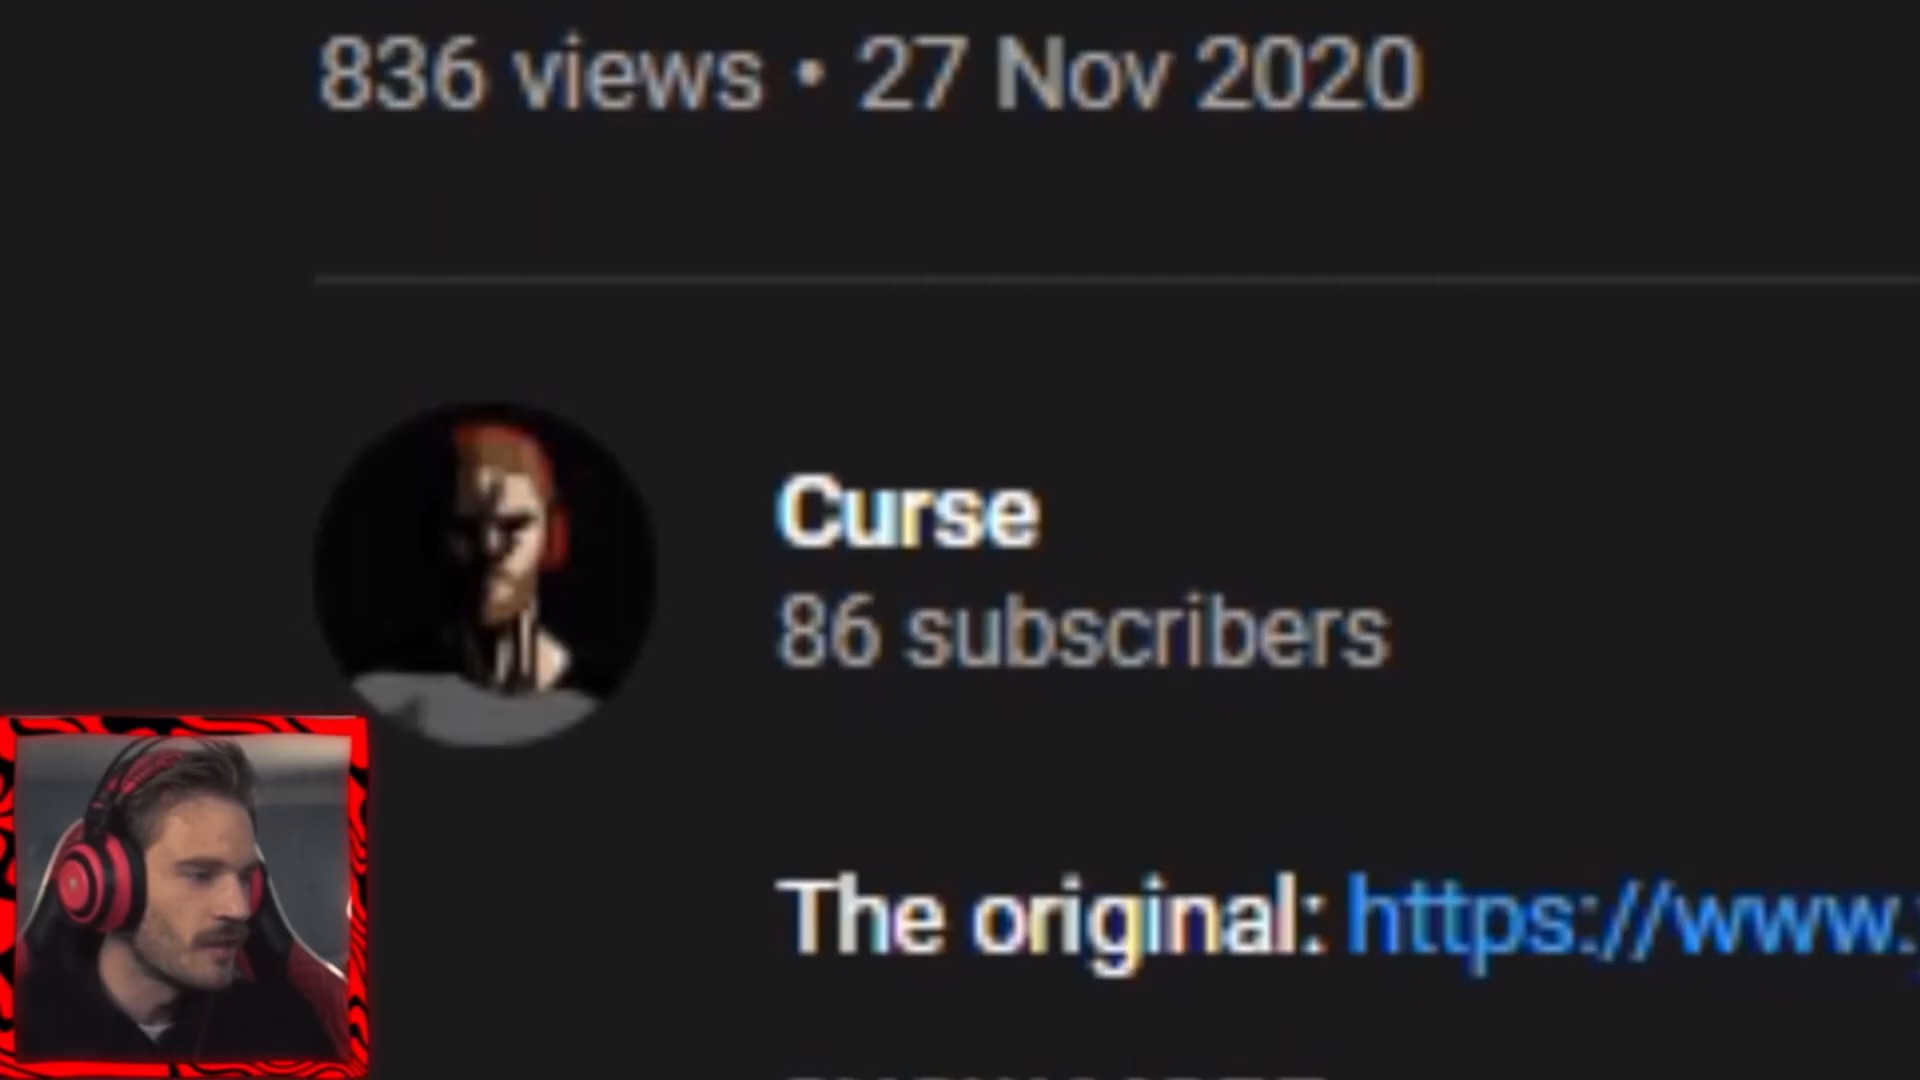 836 views • 27 Nov 2020
Curse
86 subscribers
The original: https://www.